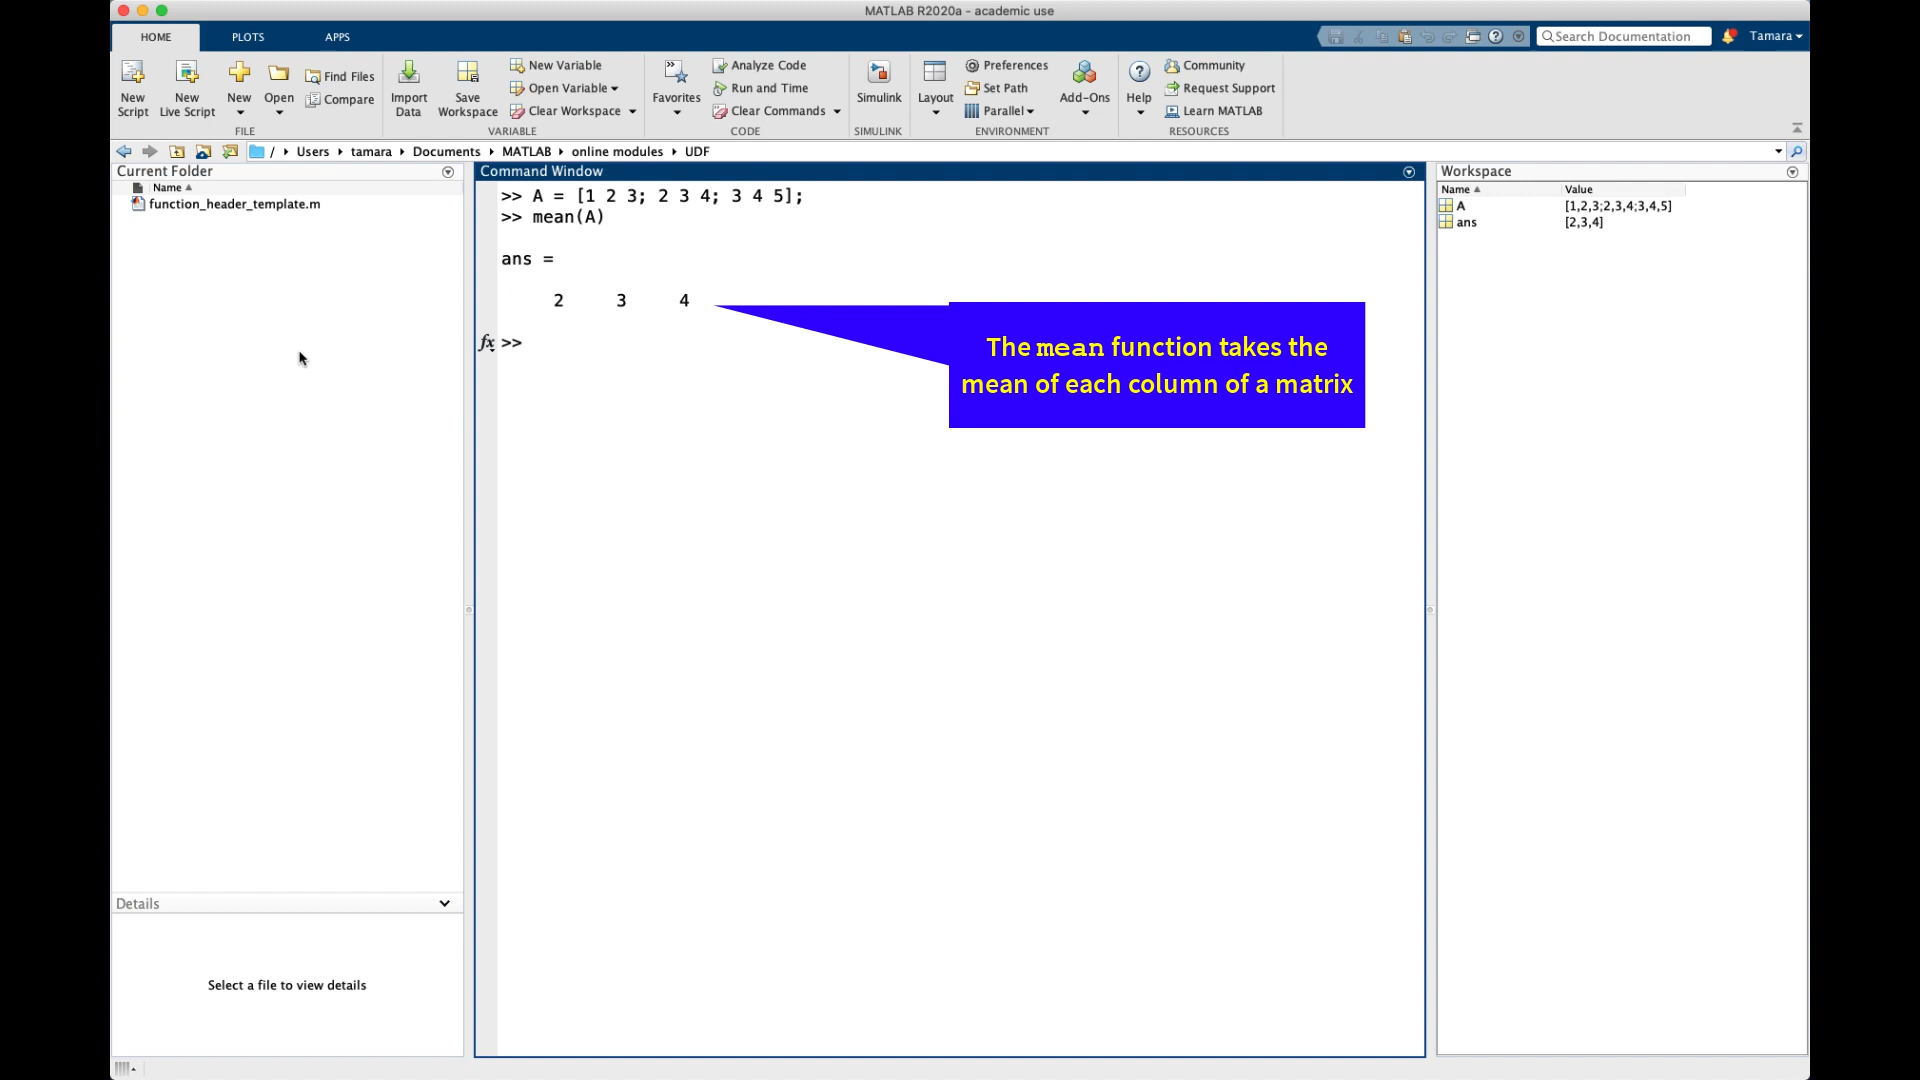 MATLAB R2020a - academic use
HOME PLOTS APPS
Search Documentation
Tamara
New Script
New Live Script
New
Open
Find Files
Compare
FILE
Import Data
Save Workspace
New Variable
Open Variable
Clear Workspace
VARIABLE
Favorites
Analyze Code
Run and Time
Clear Commands
CODE
Simulink
SIMULINK
Layout
Preferences
Set Path
Parallel
Add-Ons
ENVIRONMENT
Help
Community
Request Support
Learn MATLAB
RESOURCES
/ Users tamara Documents MATLAB online modules UDF
Current Folder
Name
function_header_template.m
Details
Select a file to view details
Command Window
>> A = [1 2 3; 2 3 4; 3 4 5];
>> mean(A)
ans =
2 3 4
fx >>
The mean function takes the
mean of each column of a matrix
Workspace
Name Value
A [1,2,3;2,3,4;3,4,5]
ans [2,3,4]